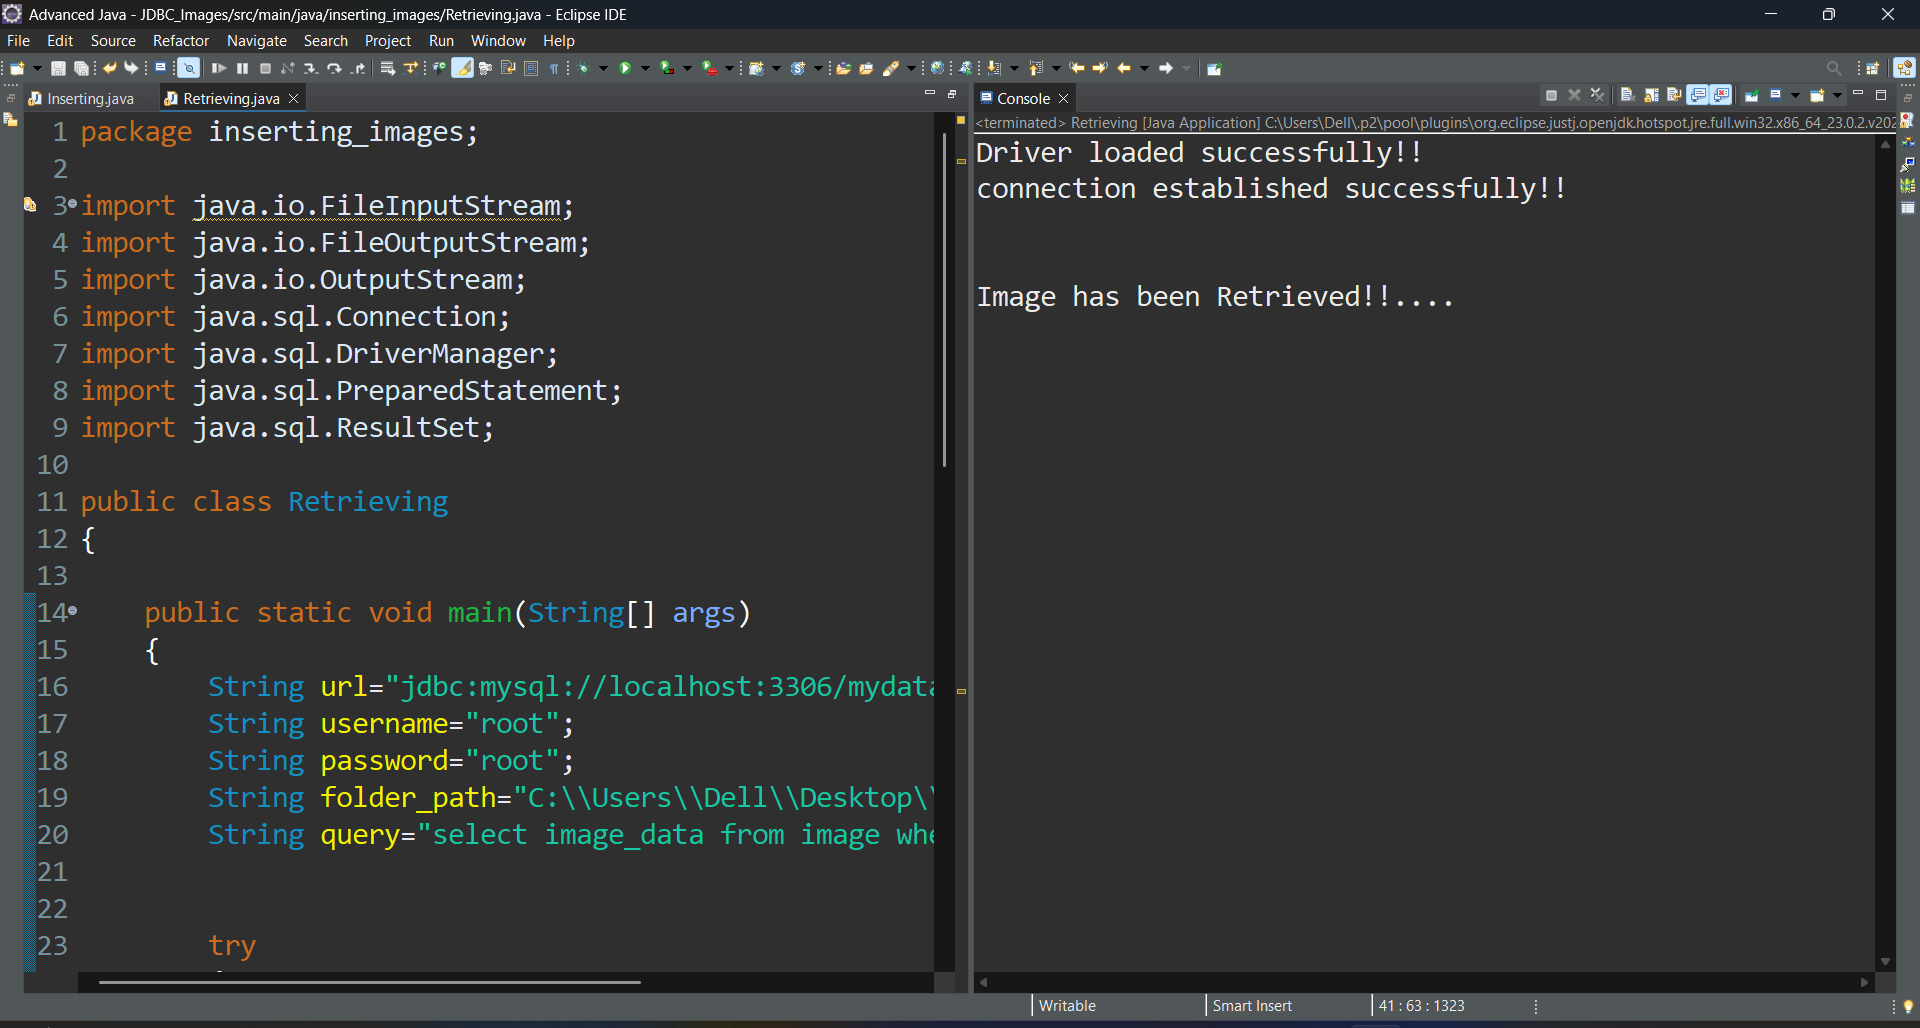 Advanced Java - JDBC_Images/src/main/java/inserting_images/Retrieving.java - Eclipse IDE
File Edit Source Refactor Navigate Search Project Run Window Help
Inserting.java
Retrieving.java
1 package inserting_images;
2
3 import java.io.FileInputStream;
4 import java.io.FileOutputStream;
5 import java.io.OutputStream;
6 import java.sql.Connection;
7 import java.sql.DriverManager;
8 import java.sql.PreparedStatement;
9 import java.sql.ResultSet;
10
11 public class Retrieving
12 {
13
14 public static void main(String[] args)
15 {
16 String url="jdbc:mysql://localhost:3306/mydata
17 String username="root";
18 String password="root";
19 String folder_path="C:\\Users\\Dell\\Desktop\
20 String query="select image_data from image whe
21
22
23 try
Console
<terminated> Retrieving [Java Application] C:\Users\Dell\.p2\pool\plugins\org.eclipse.justj.openjdk.hotspot.jre.full.win32.x86_64_23.0.2.v202
Driver loaded successfully!!
connection established successfully!!
Image has been Retrieved!!....
Writable
Smart Insert
41 : 63 : 1323